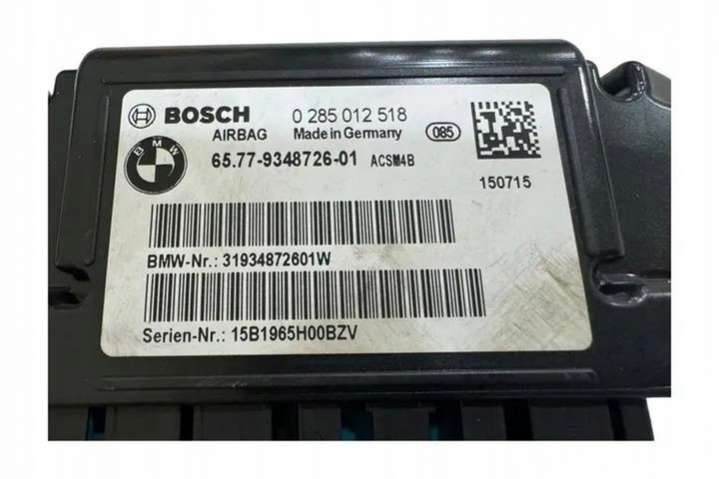 BOSCH 0 285 012 518
AIRBAG Made in Germany 085
BMW 65.77-9348726-01 ACSM4B
150715
BMW-Nr.: 31934872601W
Serien-Nr.: 15B1965H00BZV